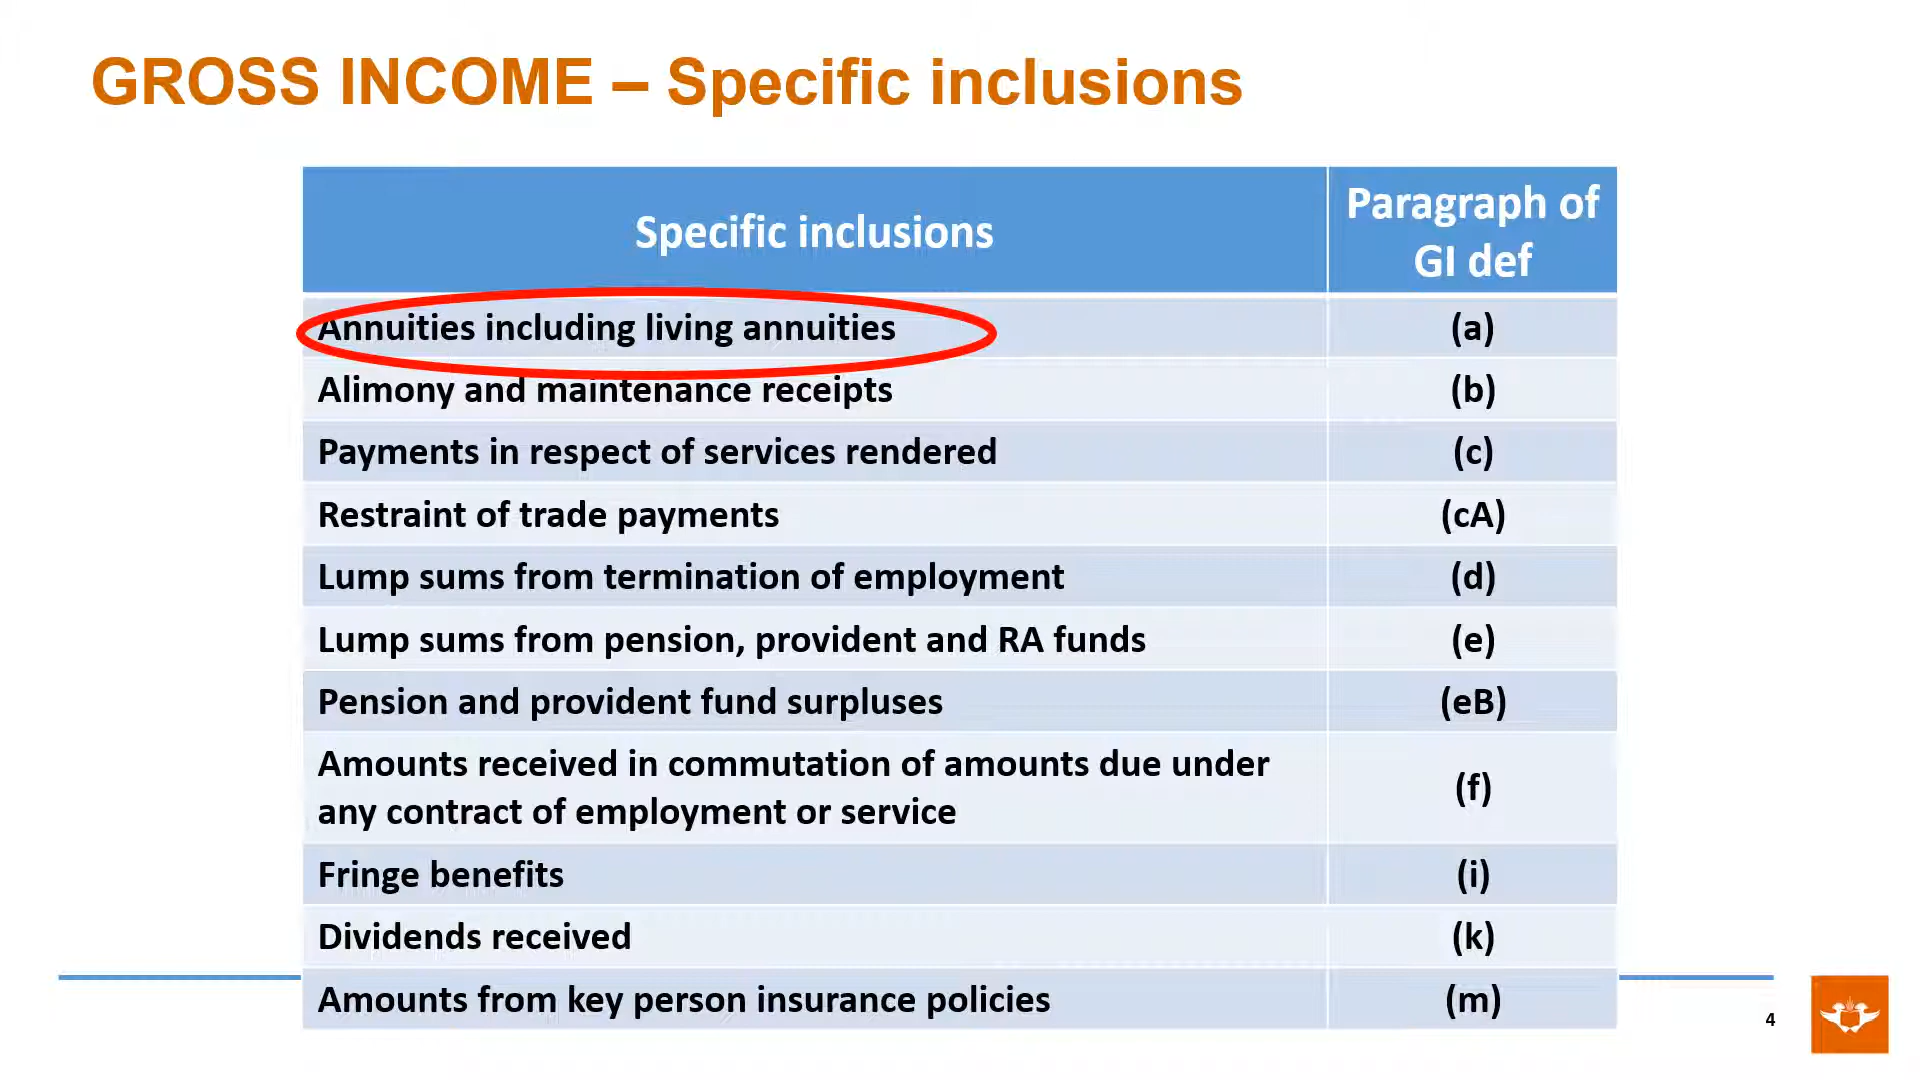 GROSS INCOME – Specific inclusions
Specific inclusions
Paragraph of
GI def
Annuities including living annuities
(a)
Alimony and maintenance receipts
(b)
Payments in respect of services rendered
(c)
Restraint of trade payments
(cA)
Lump sums from termination of employment
(d)
Lump sums from pension, provident and RA funds
(e)
Pension and provident fund surpluses
(eB)
Amounts received in commutation of amounts due under
any contract of employment or service
(f)
Fringe benefits
(i)
Dividends received
(k)
Amounts from key person insurance policies
(m)
4